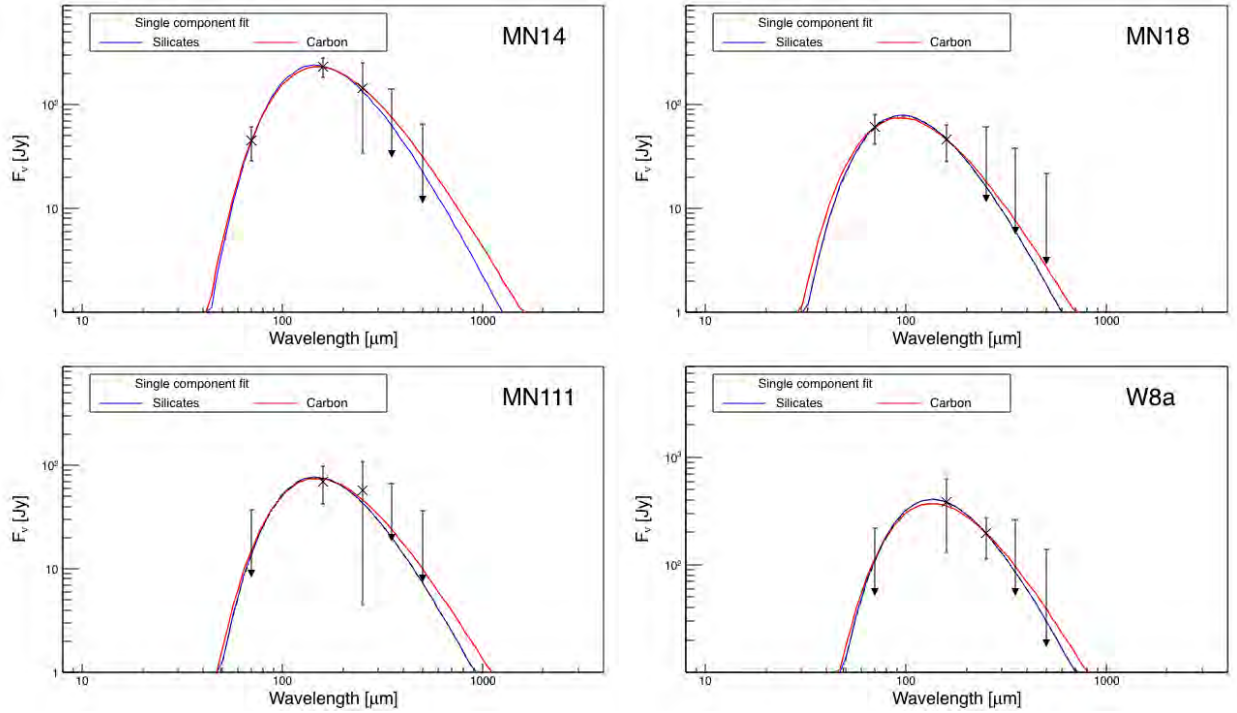 Single component fit
Silicates Carbon
MN14
F_ν [Jy]
10²
10
1
10 100 1000
Wavelength [μm]
Single component fit
Silicates Carbon
MN18
F_ν [Jy]
10²
10
1
10 100 1000
Wavelength [μm]
Single component fit
Silicates Carbon
MN111
F_ν [Jy]
10²
10
1
10 100 1000
Wavelength [μm]
Single component fit
Silicates Carbon
W8a
F_ν [Jy]
10³
10²
10 100 1000
Wavelength [μm]